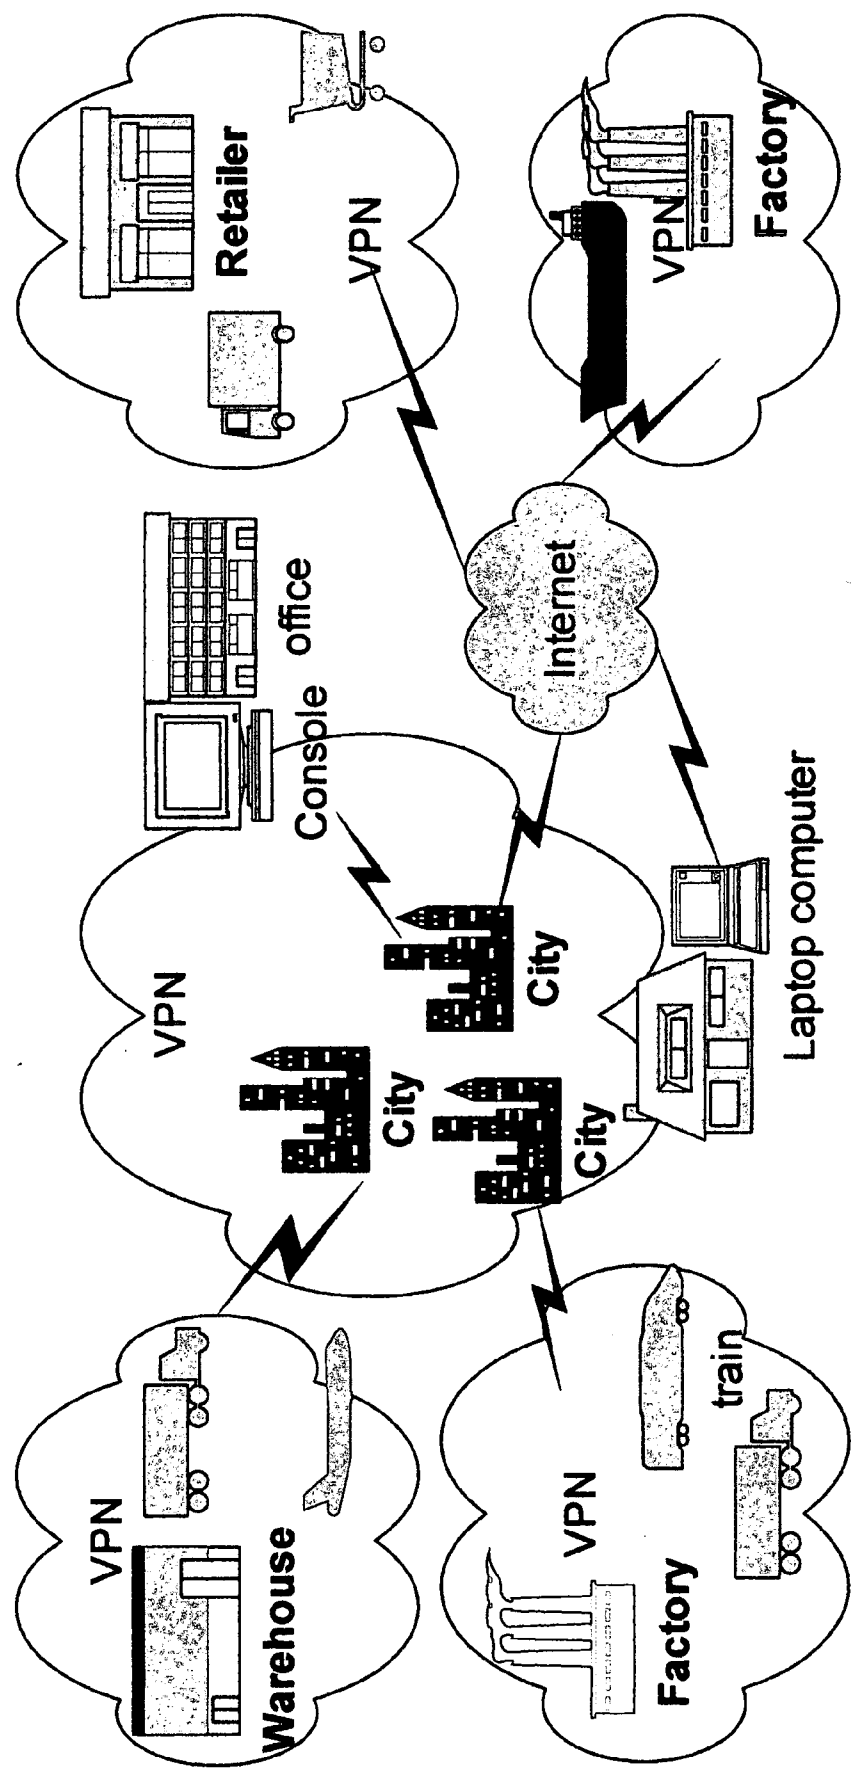 Warehouse
VPN
VPN
Console
office
Retailer
VPN
City
City
City
Internet
VPN
Factory
Factory
VPN
train
Laptop computer